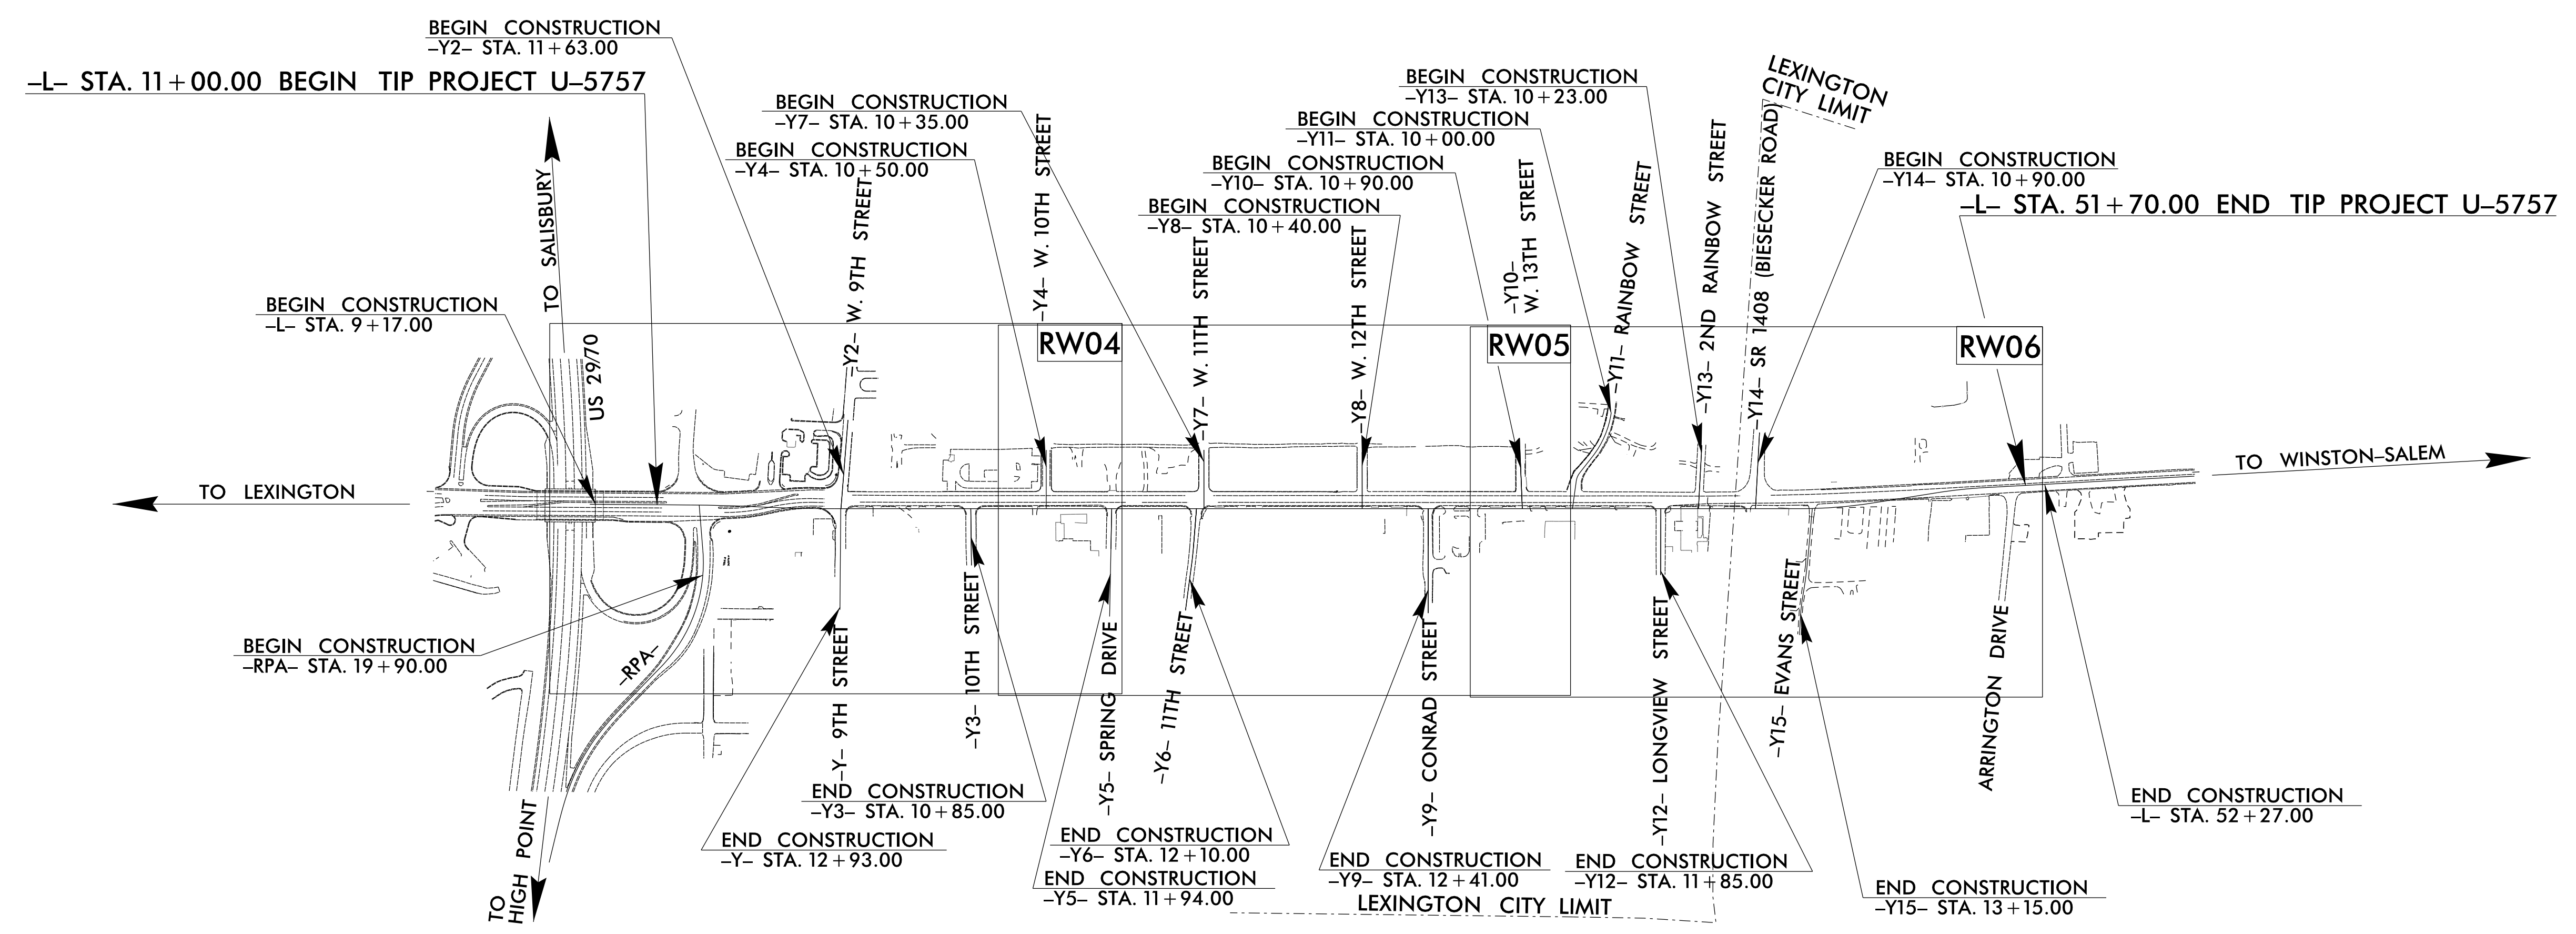 BEGIN CONSTRUCTION
–Y2– STA. 11+63.00
–L– STA. 11+00.00 BEGIN TIP PROJECT U–5757
BEGIN CONSTRUCTION
–Y7– STA. 10+35.00
BEGIN CONSTRUCTION
–Y4– STA. 10+50.00
BEGIN CONSTRUCTION
–Y13– STA. 10+23.00
BEGIN CONSTRUCTION
–Y11– STA. 10+00.00
BEGIN CONSTRUCTION
–Y10– STA. 10+90.00
BEGIN CONSTRUCTION
–Y8– STA. 10+40.00
LEXINGTON
CITY LIMIT
BEGIN CONSTRUCTION
–Y14– STA. 10+90.00
–L– STA. 51+70.00 END TIP PROJECT U–5757
TO SALISBURY
BEGIN CONSTRUCTION
–L– STA. 9+17.00
US 29/70
–Y2– W. 9TH STREET
–Y4– W. 10TH STREET
–Y7– W. 11TH STREET
–Y8– W. 12TH STREET
–Y10–
W. 13TH STREET
–Y11– RAINBOW STREET
–Y13– 2ND RAINBOW STREET
–Y14– SR 1408 (BIESECKER ROAD)
RW04
RW05
RW06
TO LEXINGTON
TO WINSTON–SALEM
BEGIN CONSTRUCTION
–RPA– STA. 19+90.00
–RPA–
–Y– 9TH STREET
–Y3– 10TH STREET
–Y5– SPRING DRIVE
–Y6– 11TH STREET
–Y9– CONRAD STREET
–Y12– LONGVIEW STREET
–Y15– EVANS STREET
ARRINGTON DRIVE
TO
HIGH POINT
END CONSTRUCTION
–Y3– STA. 10+85.00
END CONSTRUCTION
–Y– STA. 12+93.00
END CONSTRUCTION
–Y6– STA. 12+10.00
END CONSTRUCTION
–Y5– STA. 11+94.00
END CONSTRUCTION
–Y9– STA. 12+41.00
END CONSTRUCTION
–Y12– STA. 11+85.00
LEXINGTON CITY LIMIT
END CONSTRUCTION
–Y15– STA. 13+15.00
END CONSTRUCTION
–L– STA. 52+27.00